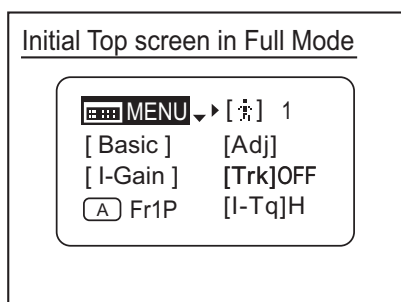 Initial Top screen in Full Mode
MENU [ ] 1
[ Basic ] [Adj]
[ I-Gain ] [Trk]OFF
A Fr1P [I-Tq]H